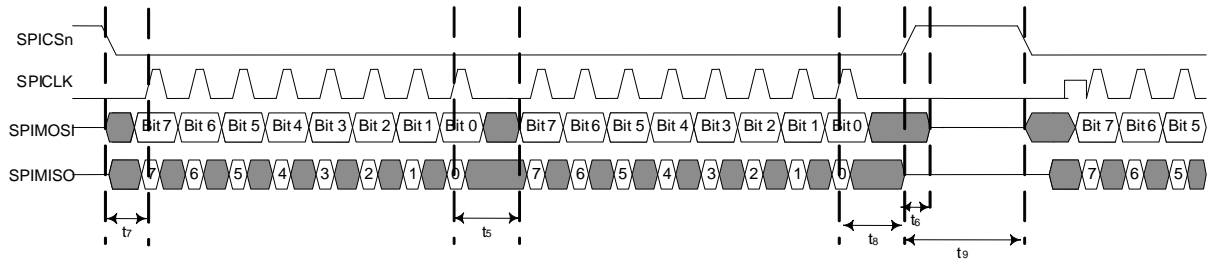 SPICSn
SPICLK
SPIMOSI Bit 7 Bit 6 Bit 5 Bit 4 Bit 3 Bit 2 Bit 1 Bit 0 Bit 7 Bit 6 Bit 5 Bit 4 Bit 3 Bit 2 Bit 1 Bit 0 Bit 7 Bit 6 Bit 5
SPIMISO 7 6 5 4 3 2 1 0 7 6 5 4 3 2 1 0 7 6 5
t7 t5 t8 t6
t9